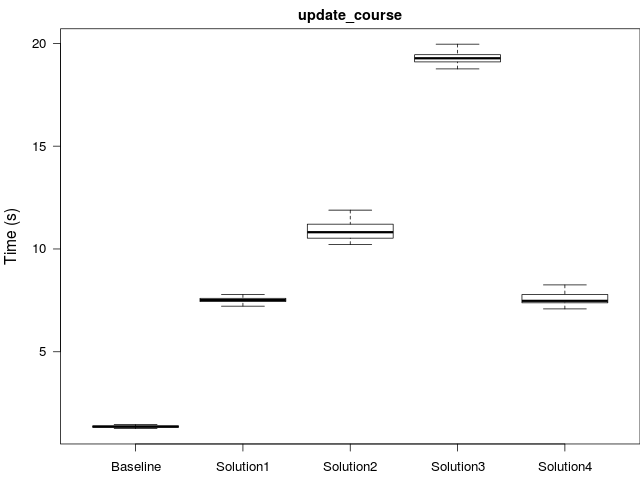 update_course
Time (s)
20
15
10
5
Baseline
Solution1
Solution2
Solution3
Solution4